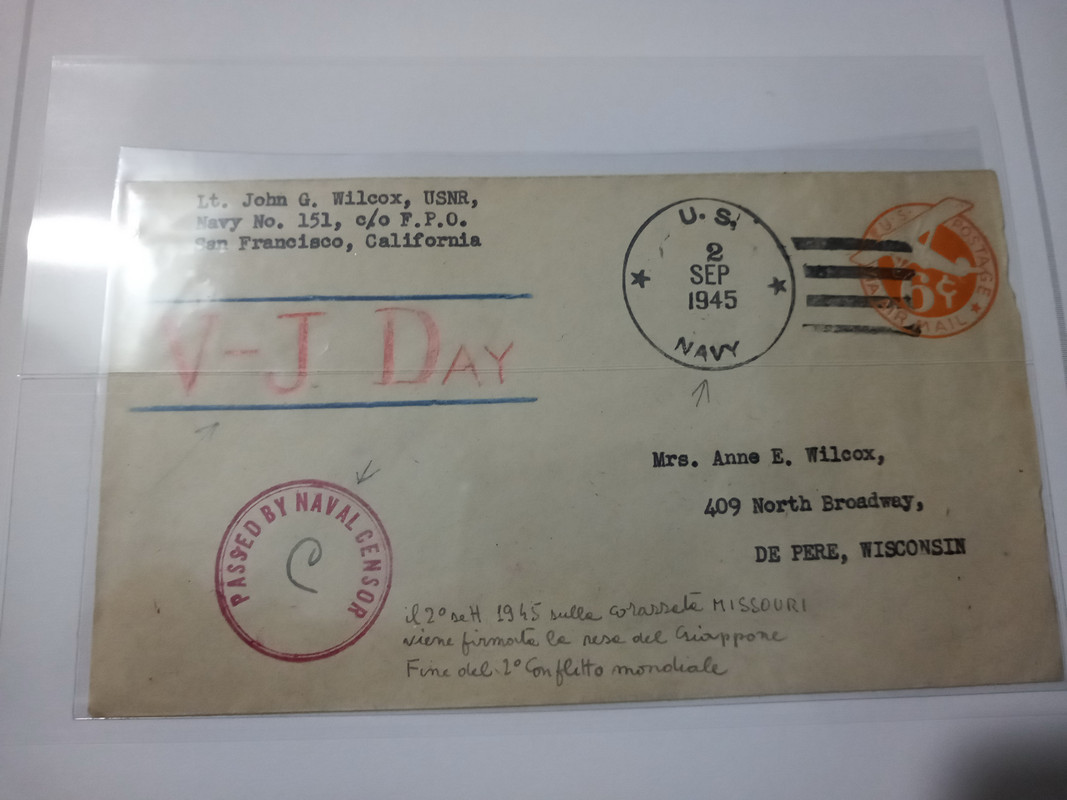 Lt. John G. Wilcox, USNR,
Navy No. 151, c/o F.P.O.
San Francisco, California
U. S.
2
SEP
1945
NAVY
U.S. POSTAGE
6¢
VIA AIR MAIL
V-J DAY
Mrs. Anne E. Wilcox,
409 North Broadway,
DE PERE, WISCONSIN
PASSED BY NAVAL CENSOR
il 2° sett. 1945 sulla corazzata MISSOURI
viene firmata la resa del Giappone
Fine del 2° Conflitto mondiale